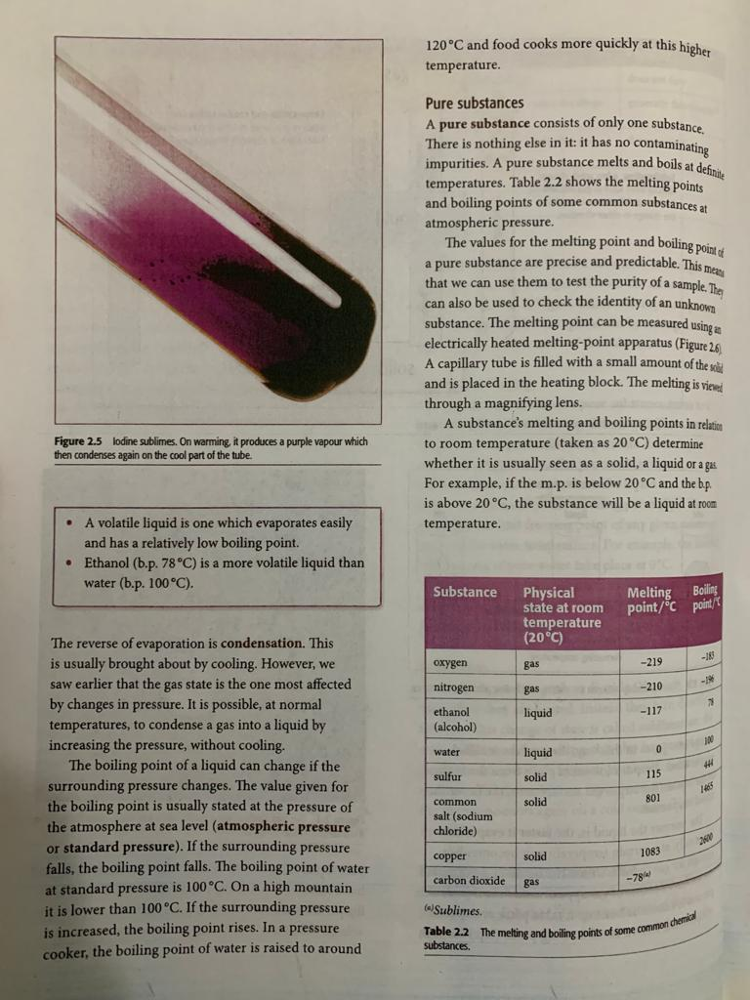 Figure 2.5 Iodine sublimes. On warming, it produces a purple vapour which
then condenses again on the cool part of the tube.
• A volatile liquid is one which evaporates easily
and has a relatively low boiling point.
• Ethanol (b.p. 78 °C) is a more volatile liquid than
water (b.p. 100 °C).
The reverse of evaporation is condensation. This
is usually brought about by cooling. However, we
saw earlier that the gas state is the one most affected
by changes in pressure. It is possible, at normal
temperatures, to condense a gas into a liquid by
increasing the pressure, without cooling.
The boiling point of a liquid can change if the
surrounding pressure changes. The value given for
the boiling point is usually stated at the pressure of
the atmosphere at sea level (atmospheric pressure
or standard pressure). If the surrounding pressure
falls, the boiling point falls. The boiling point of water
at standard pressure is 100 °C. On a high mountain
it is lower than 100 °C. If the surrounding pressure
is increased, the boiling point rises. In a pressure
cooker, the boiling point of water is raised to around
120 °C and food cooks more quickly at this higher
temperature.
Pure substances
A pure substance consists of only one substance.
There is nothing else in it: it has no contaminating
impurities. A pure substance melts and boils at definite
temperatures. Table 2.2 shows the melting points
and boiling points of some common substances at
atmospheric pressure.
The values for the melting point and boiling point of
a pure substance are precise and predictable. This means
that we can use them to test the purity of a sample. They
can also be used to check the identity of an unknown
substance. The melting point can be measured using an
electrically heated melting-point apparatus (Figure 2.6).
A capillary tube is filled with a small amount of the solid
and is placed in the heating block. The melting is viewed
through a magnifying lens.
A substance's melting and boiling points in relation
to room temperature (taken as 20 °C) determine
whether it is usually seen as a solid, a liquid or a gas.
For example, if the m.p. is below 20 °C and the b.p.
is above 20 °C, the substance will be a liquid at room
temperature.
Substance Physical state at room temperature (20 °C) Melting point/°C Boiling point/°C
oxygen gas −219 −183
nitrogen gas −210 −196
ethanol (alcohol) liquid −117 78
water liquid 0 100
sulfur solid 115 444
common salt (sodium chloride) solid 801 1465
copper solid 1083 2600
carbon dioxide gas −78(a)
(a)Sublimes.
Table 2.2 The melting and boiling points of some common chemical
substances.